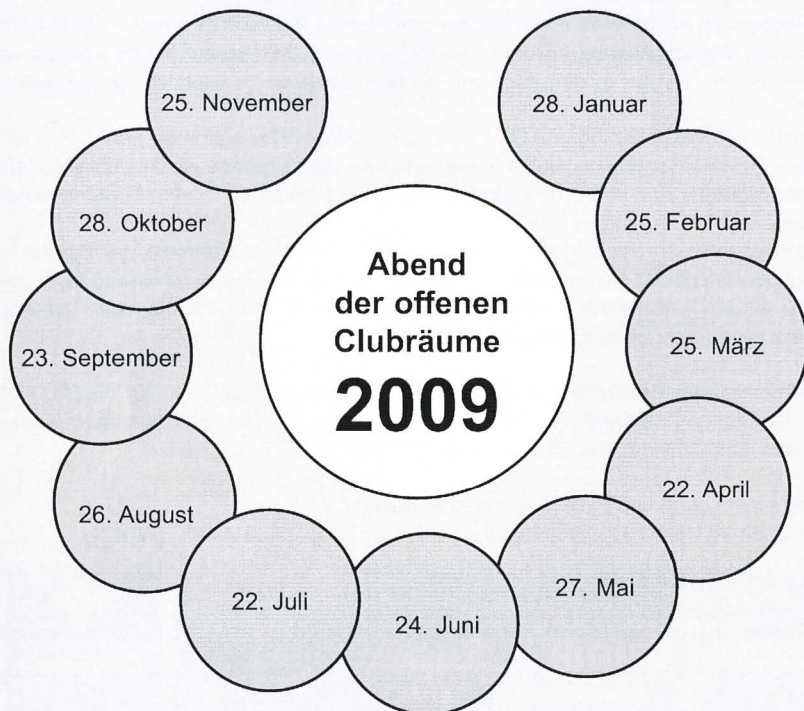 Abend
der offenen
Clubräume
2009
28. Januar
25. Februar
25. März
22. April
27. Mai
24. Juni
22. Juli
26. August
23. September
28. Oktober
25. November